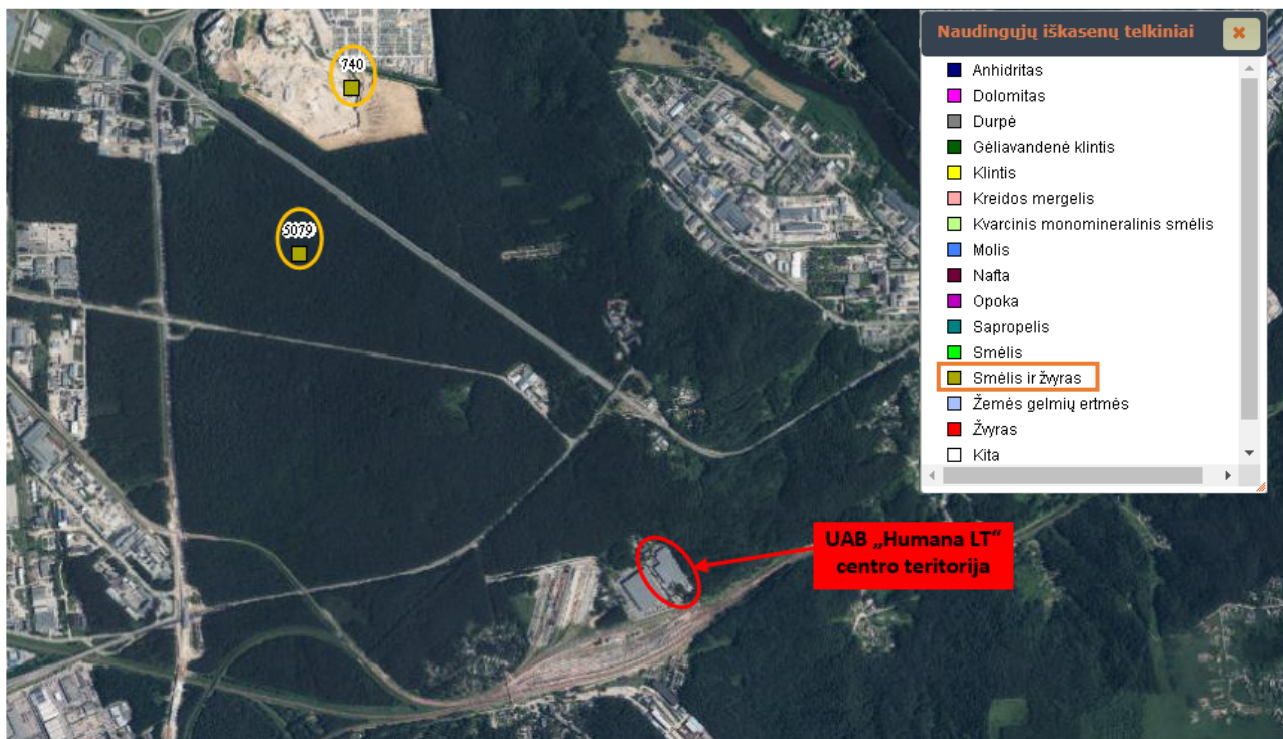 740
5079
Naudingųjų iškasenų telkiniai
Anhidritas
Dolomitas
Durpė
Gėliavandenė klintis
Klintis
Kreidos mergelis
Kvarcinis monomineralinis smėlis
Molis
Nafta
Opoka
Sapropelis
Smėlis
Smėlis ir žvyras
Žemės gelmių ertmės
Žvyras
Kita
UAB „Humana LT“
centro teritorija